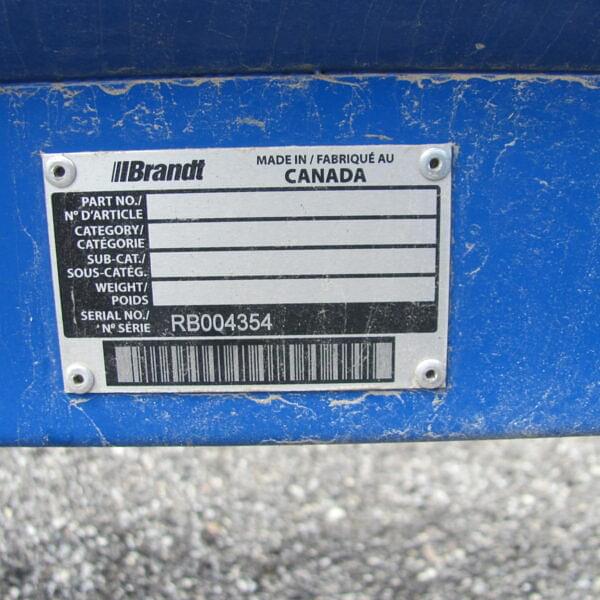 Brandt
MADE IN / FABRIQUÉ AU
CANADA
PART NO./
Nº D'ARTICLE
CATEGORY/
CATÉGORIE
SUB-CAT./
SOUS-CATÉG.
WEIGHT/
POIDS
SERIAL NO./
Nº SÉRIE
RB004354